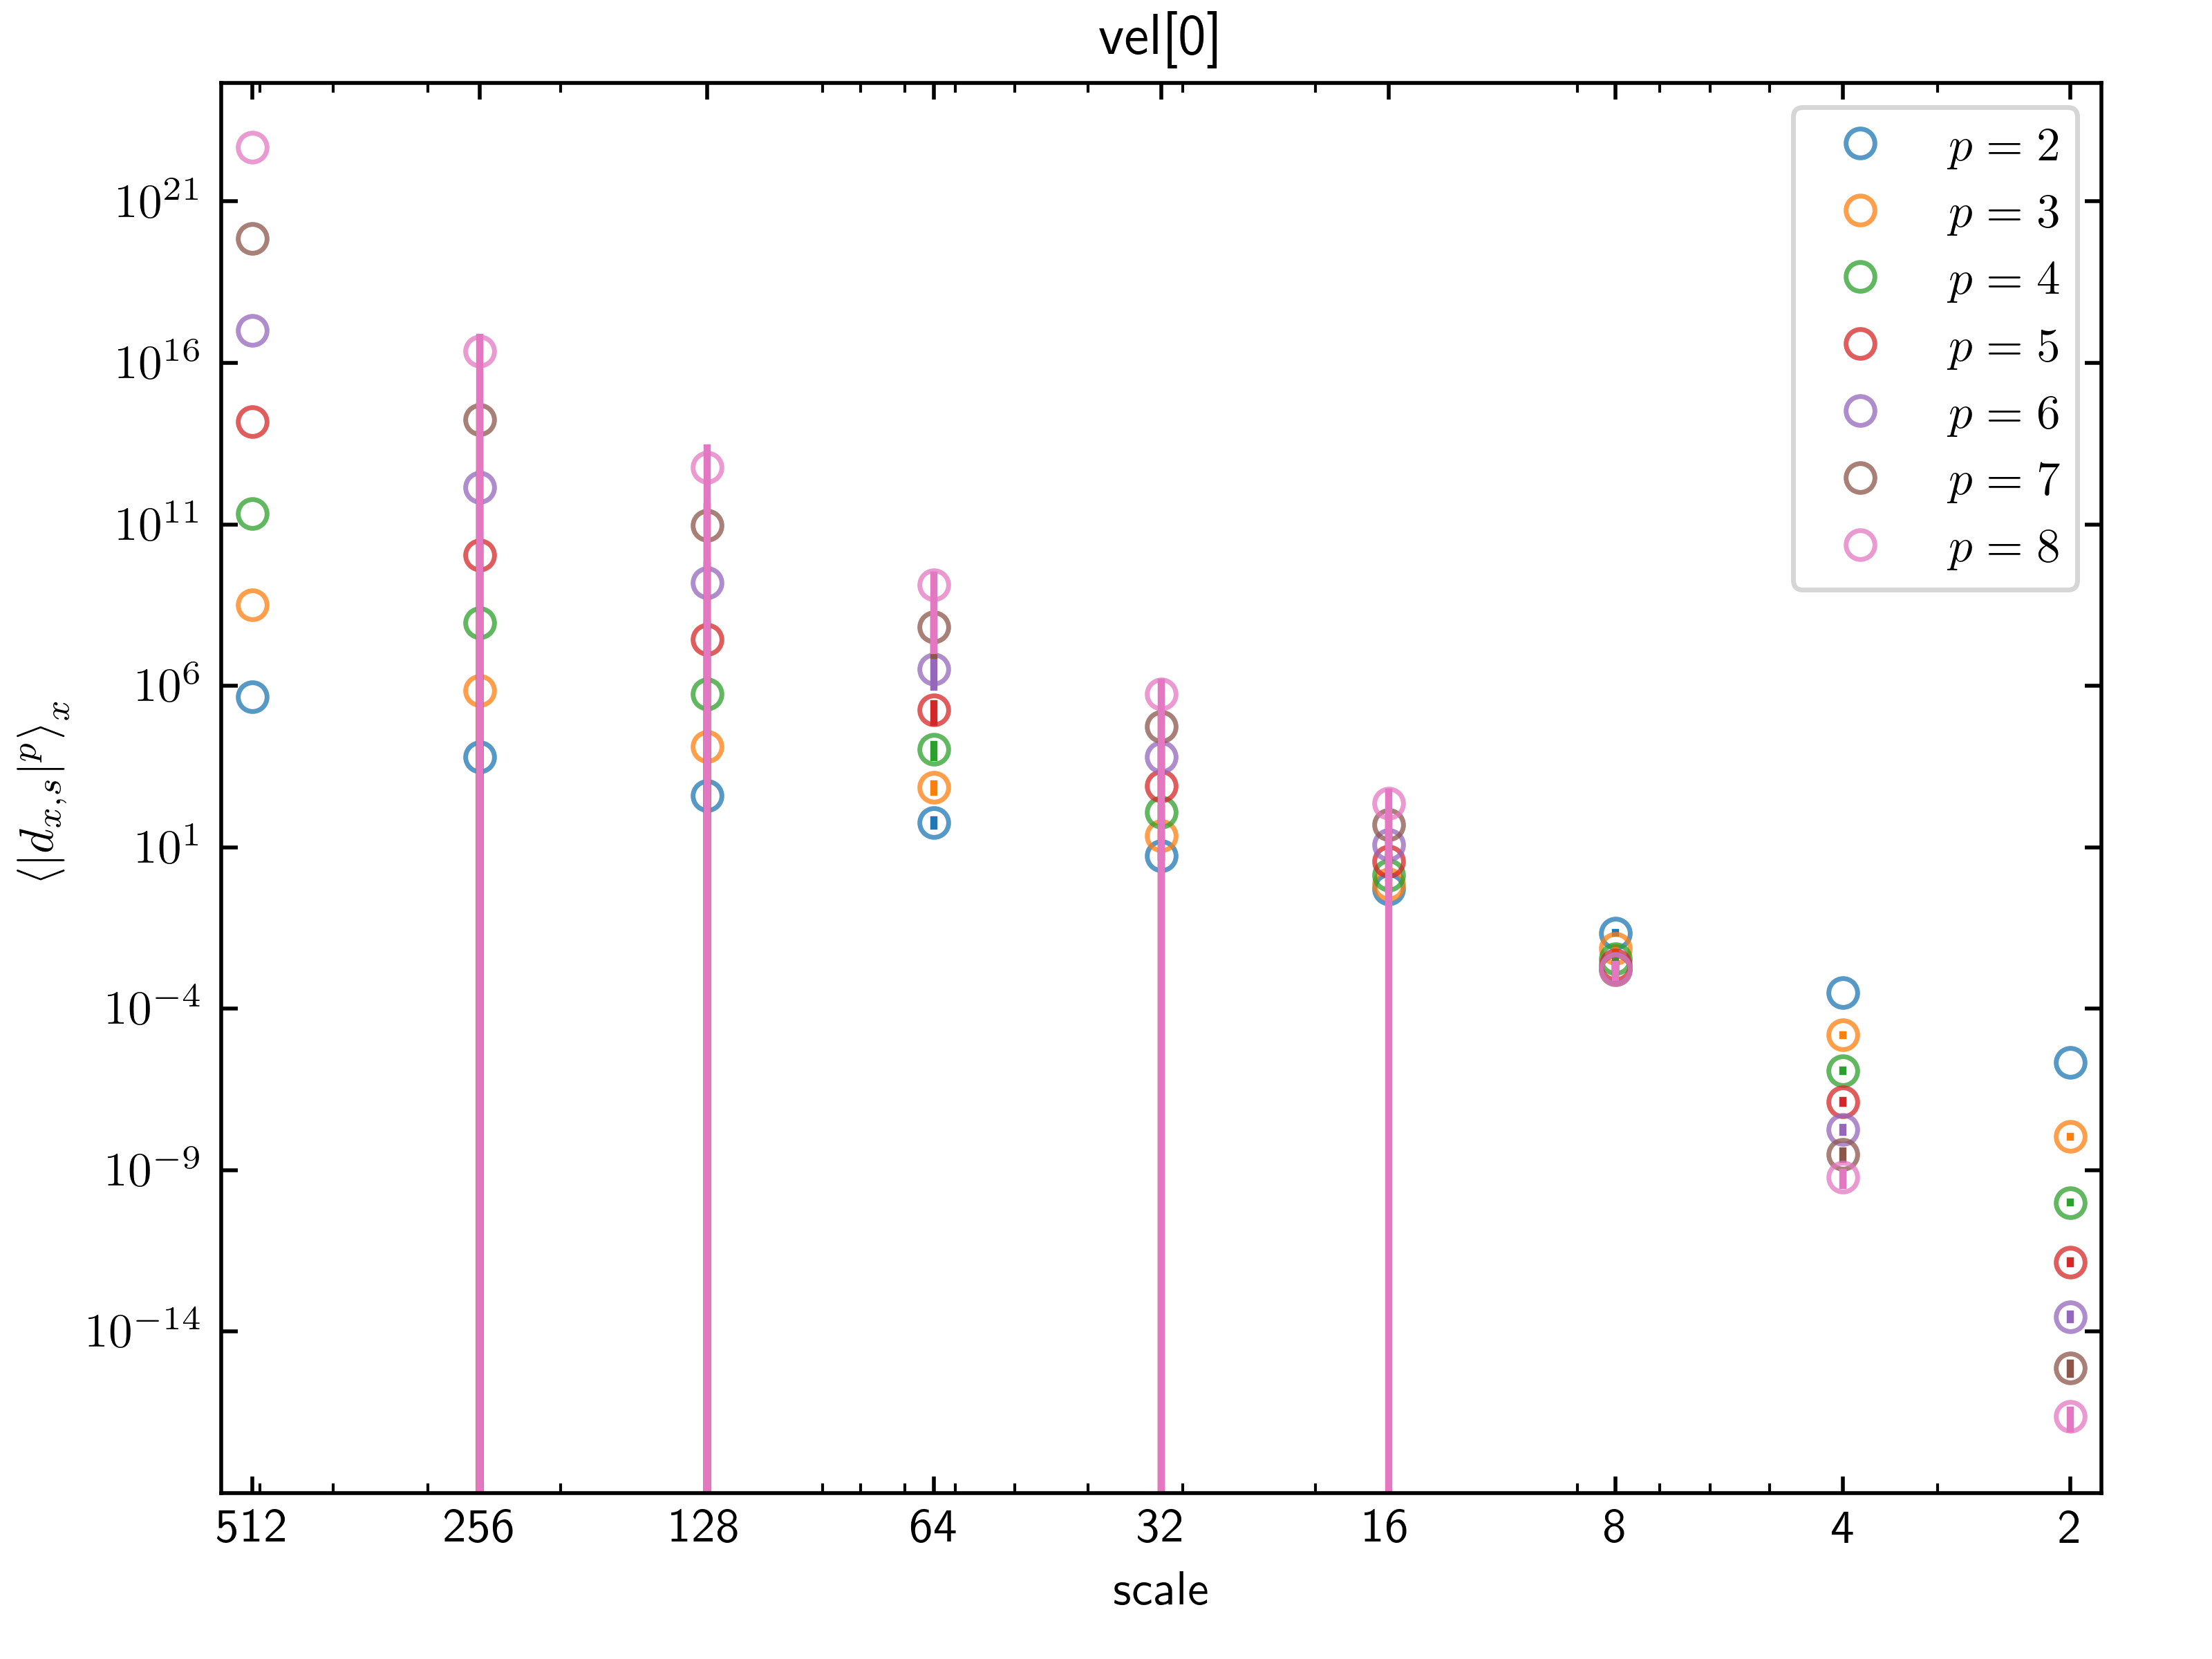 vel[0]
⟨|d_{x,s}|^p⟩_x
10^{21}
10^{16}
10^{11}
10^{6}
10^{1}
10^{−4}
10^{−9}
10^{−14}
p = 2
p = 3
p = 4
p = 5
p = 6
p = 7
p = 8
512 256 128 64 32 16 8 4 2
scale